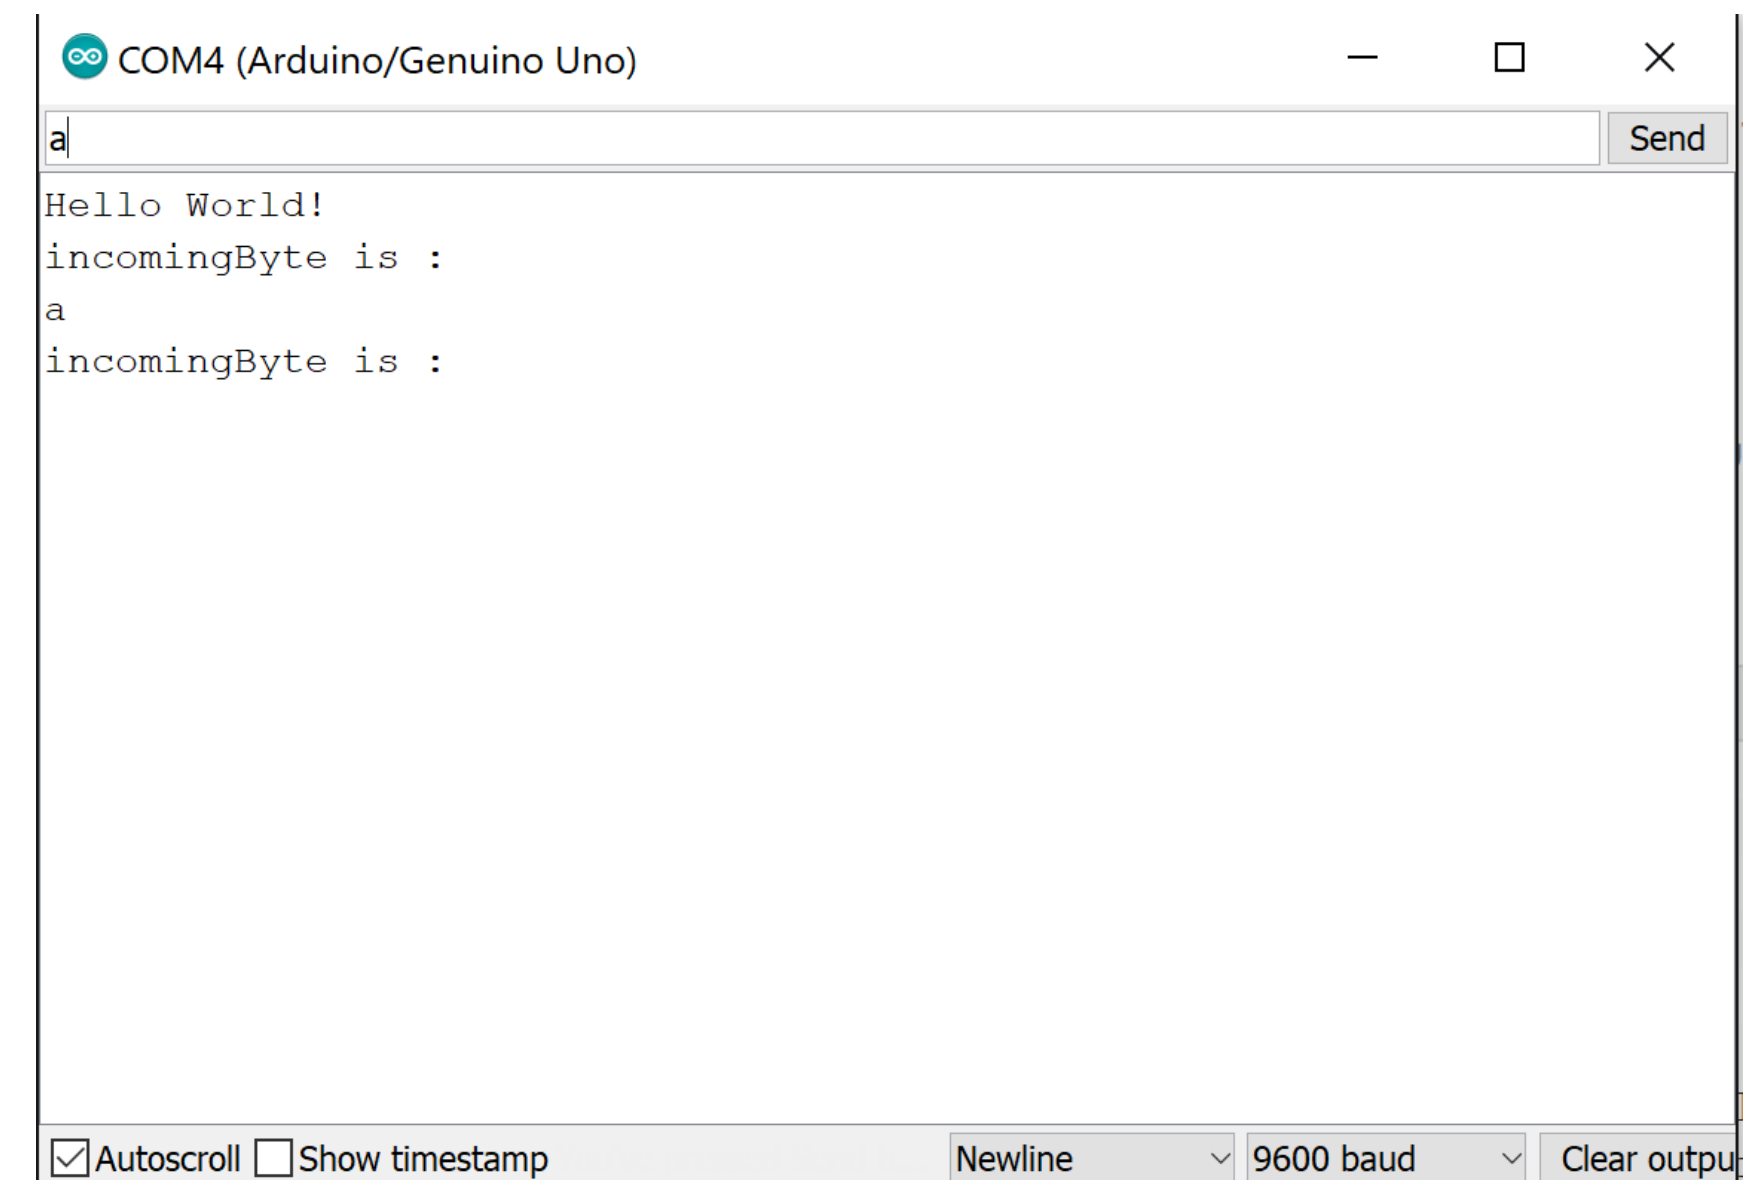 COM4 (Arduino/Genuino Uno)
a
Send
Hello World!
incomingByte is :
a
incomingByte is :
Autoscroll
Show timestamp
Newline
9600 baud
Clear outpu